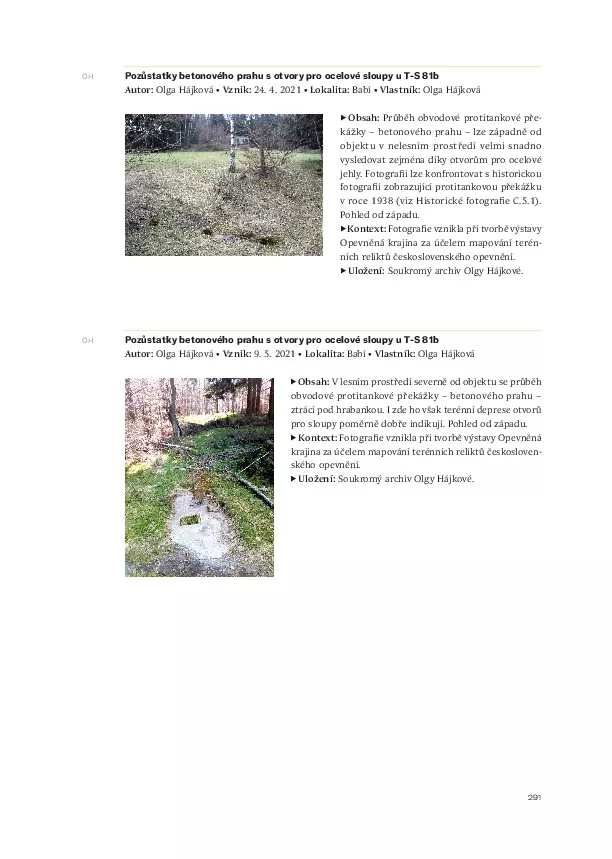 OH
Pozůstatky betonového prahu s otvory pro ocelové sloupy u T-S 81b
Autor: Olga Hájková • Vznik: 24. 4. 2021 • Lokalita: Babí • Vlastník: Olga Hájková
▶ Obsah: Průběh obvodové protitankové pře-
kážky – betonového prahu – lze západně od
objektu v nelesním prostředí velmi snadno
vysledovat zejména díky otvorům pro ocelové
jehly. Fotografii lze konfrontovat s historickou
fotografií zobrazující protitankovou překážku
v roce 1938 (viz Historické fotografie C.5.1).
Pohled od západu.
▶ Kontext: Fotografie vznikla při tvorbě výstavy
Opevněná krajina za účelem mapování terén-
ních reliktů československého opevnění.
▶ Uložení: Soukromý archiv Olgy Hájkové.
OH
Pozůstatky betonového prahu s otvory pro ocelové sloupy u T-S 81b
Autor: Olga Hájková • Vznik: 9. 5. 2021 • Lokalita: Babí • Vlastník: Olga Hájková
▶ Obsah: V lesním prostředí severně od objektu se průběh
obvodové protitankové překážky – betonového prahu –
ztrácí pod hrabankou. I zde ho však terénní deprese otvorů
pro sloupy poměrně dobře indikují. Pohled od západu.
▶ Kontext: Fotografie vznikla při tvorbě výstavy Opevněná
krajina za účelem mapování terénních reliktů českosloven-
ského opevnění.
▶ Uložení: Soukromý archiv Olgy Hájkové.
291